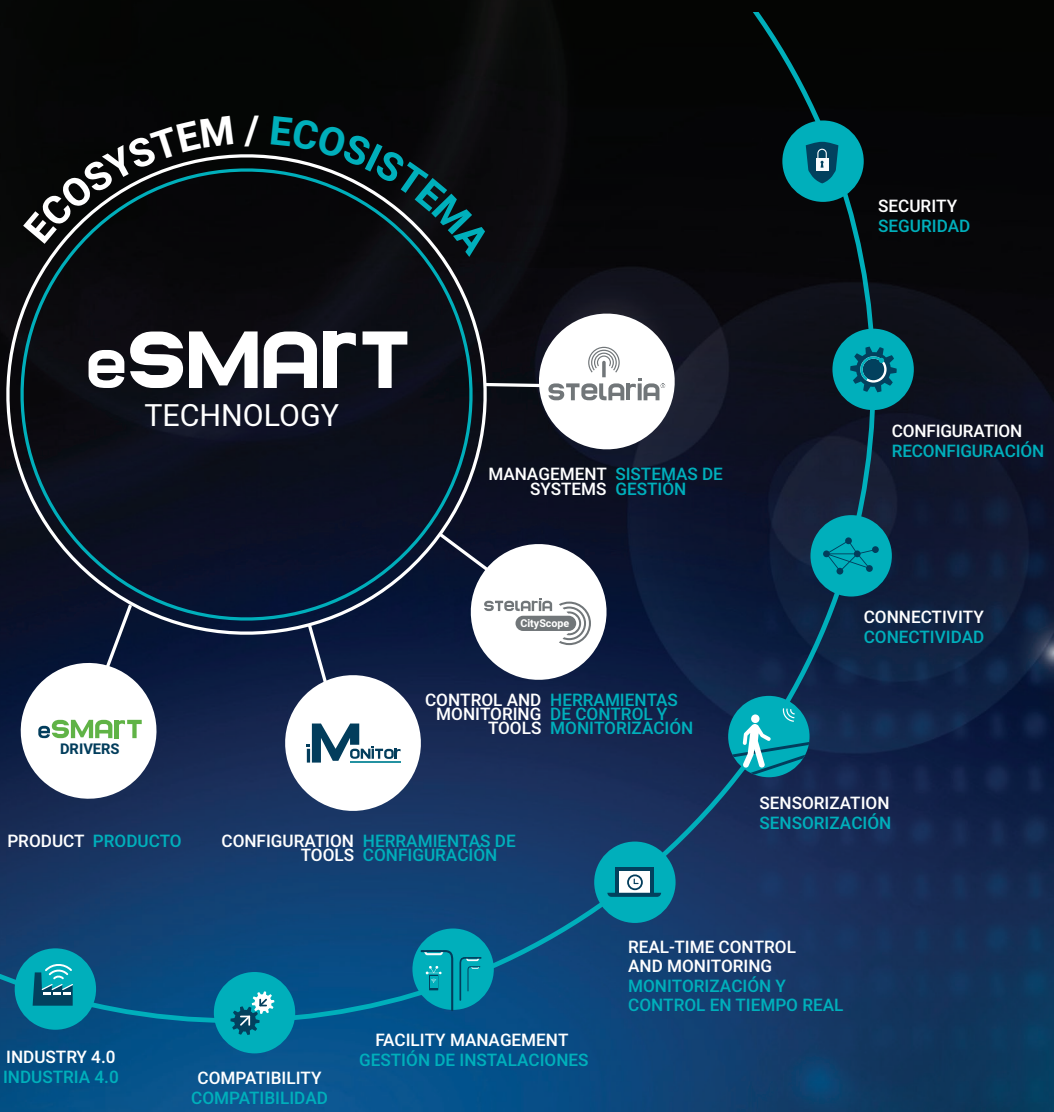 ECOSYSTEM / ECOSISTEMA
eSMART
TECHNOLOGY
STELARIA®
MANAGEMENT SYSTEMS
SISTEMAS DE GESTIÓN
STELARIA
CityScope
CONTROL AND MONITORING TOOLS
HERRAMIENTAS DE CONTROL Y MONITORIZACIÓN
eSMART
DRIVERS
PRODUCT PRODUCTO
iMONITOR
CONFIGURATION TOOLS
HERRAMIENTAS DE CONFIGURACIÓN
SECURITY
SEGURIDAD
CONFIGURATION
RECONFIGURACIÓN
CONNECTIVITY
CONECTIVIDAD
SENSORIZATION
SENSORIZACIÓN
REAL-TIME CONTROL
AND MONITORING
MONITORIZACIÓN Y
CONTROL EN TIEMPO REAL
FACILITY MANAGEMENT
GESTIÓN DE INSTALACIONES
COMPATIBILITY
COMPATIBILIDAD
INDUSTRY 4.0
INDUSTRIA 4.0